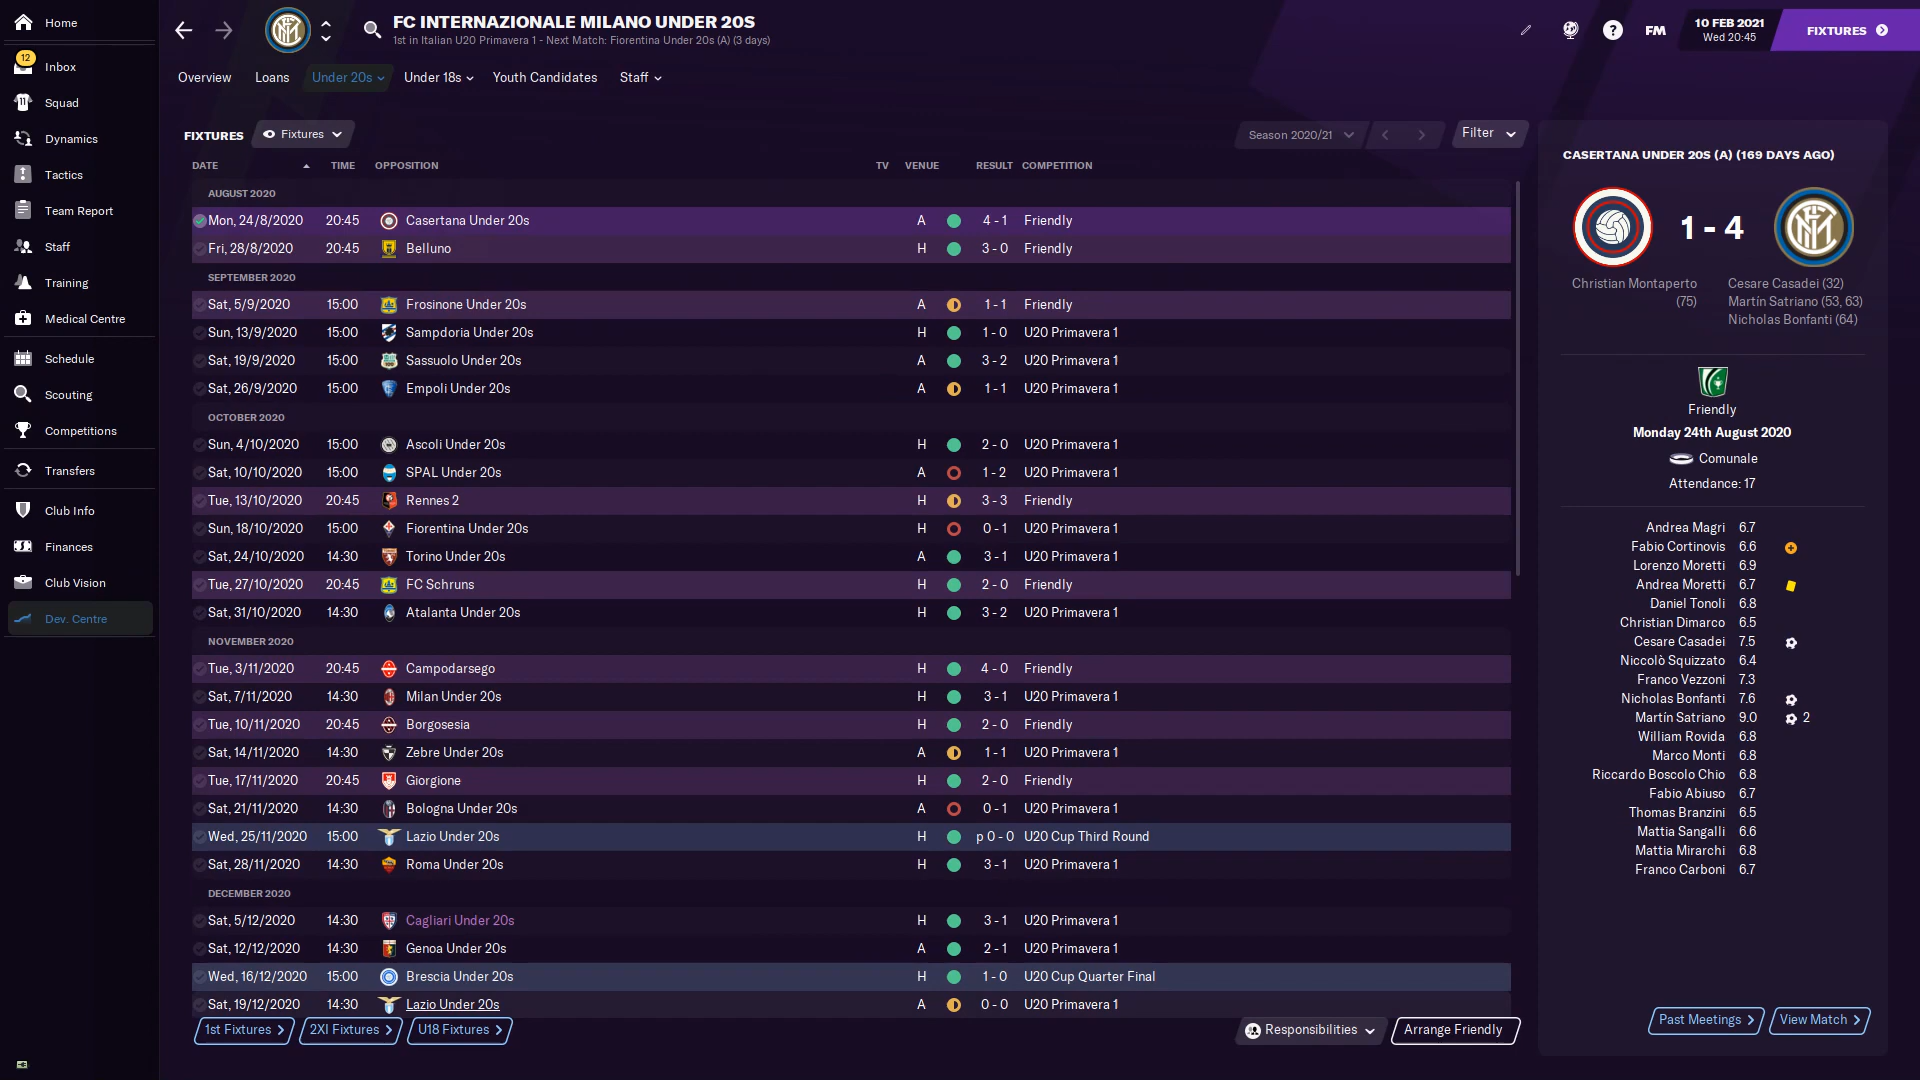 Home
12
Inbox
Squad
Dynamics
Tactics
Team Report
Staff
Training
Medical Centre
Schedule
Scouting
Competitions
Transfers
Club Info
Finances
Club Vision
Dev. Centre
FC INTERNAZIONALE MILANO UNDER 20S
1st in Italian U20 Primavera 1 - Next Match: Fiorentina Under 20s (A) (3 days)
FM
10 FEB 2021
Wed 20:45
FIXTURES
Overview Loans Under 20s Under 18s Youth Candidates Staff
FIXTURES Fixtures Season 2020/21 Filter
DATE TIME OPPOSITION TV VENUE RESULT COMPETITION
AUGUST 2020
Mon, 24/8/2020 20:45 Casertana Under 20s A 4 - 1 Friendly
Fri, 28/8/2020 20:45 Belluno H 3 - 0 Friendly
SEPTEMBER 2020
Sat, 5/9/2020 15:00 Frosinone Under 20s A 1 - 1 Friendly
Sun, 13/9/2020 15:00 Sampdoria Under 20s H 1 - 0 U20 Primavera 1
Sat, 19/9/2020 15:00 Sassuolo Under 20s A 3 - 2 U20 Primavera 1
Sat, 26/9/2020 15:00 Empoli Under 20s A 1 - 1 U20 Primavera 1
OCTOBER 2020
Sun, 4/10/2020 15:00 Ascoli Under 20s H 2 - 0 U20 Primavera 1
Sat, 10/10/2020 15:00 SPAL Under 20s A 1 - 2 U20 Primavera 1
Tue, 13/10/2020 20:45 Rennes 2 H 3 - 3 Friendly
Sun, 18/10/2020 15:00 Fiorentina Under 20s H 0 - 1 U20 Primavera 1
Sat, 24/10/2020 14:30 Torino Under 20s A 3 - 1 U20 Primavera 1
Tue, 27/10/2020 20:45 FC Schruns H 2 - 0 Friendly
Sat, 31/10/2020 14:30 Atalanta Under 20s H 3 - 2 U20 Primavera 1
NOVEMBER 2020
Tue, 3/11/2020 20:45 Campodarsego H 4 - 0 Friendly
Sat, 7/11/2020 14:30 Milan Under 20s H 3 - 1 U20 Primavera 1
Tue, 10/11/2020 20:45 Borgosesia H 2 - 0 Friendly
Sat, 14/11/2020 14:30 Zebre Under 20s A 1 - 1 U20 Primavera 1
Tue, 17/11/2020 20:45 Giorgione H 2 - 0 Friendly
Sat, 21/11/2020 14:30 Bologna Under 20s A 0 - 1 U20 Primavera 1
Wed, 25/11/2020 15:00 Lazio Under 20s H p 0 - 0 U20 Cup Third Round
Sat, 28/11/2020 14:30 Roma Under 20s H 3 - 1 U20 Primavera 1
DECEMBER 2020
Sat, 5/12/2020 14:30 Cagliari Under 20s H 3 - 1 U20 Primavera 1
Sat, 12/12/2020 14:30 Genoa Under 20s A 2 - 1 U20 Primavera 1
Wed, 16/12/2020 15:00 Brescia Under 20s H 1 - 0 U20 Cup Quarter Final
Sat, 19/12/2020 14:30 Lazio Under 20s A 0 - 0 U20 Primavera 1
1st Fixtures 2XI Fixtures U18 Fixtures Responsibilities Arrange Friendly
CASERTANA UNDER 20S (A) (169 DAYS AGO)
1 - 4
Christian Montaperto (75)
Cesare Casadei (32)
Martín Satriano (53, 63)
Nicholas Bonfanti (64)
Friendly
Monday 24th August 2020
Comunale
Attendance: 17
Andrea Magri 6.7
Fabio Cortinovis 6.6
Lorenzo Moretti 6.9
Andrea Moretti 6.7
Daniel Tonoli 6.8
Christian Dimarco 6.5
Cesare Casadei 7.5
Niccolò Squizzato 6.4
Franco Vezzoni 7.3
Nicholas Bonfanti 7.6
Martín Satriano 9.0 2
William Rovida 6.8
Marco Monti 6.8
Riccardo Boscolo Chio 6.8
Fabio Abiuso 6.7
Thomas Branzini 6.5
Mattia Sangalli 6.6
Mattia Mirarchi 6.8
Franco Carboni 6.7
Past Meetings View Match